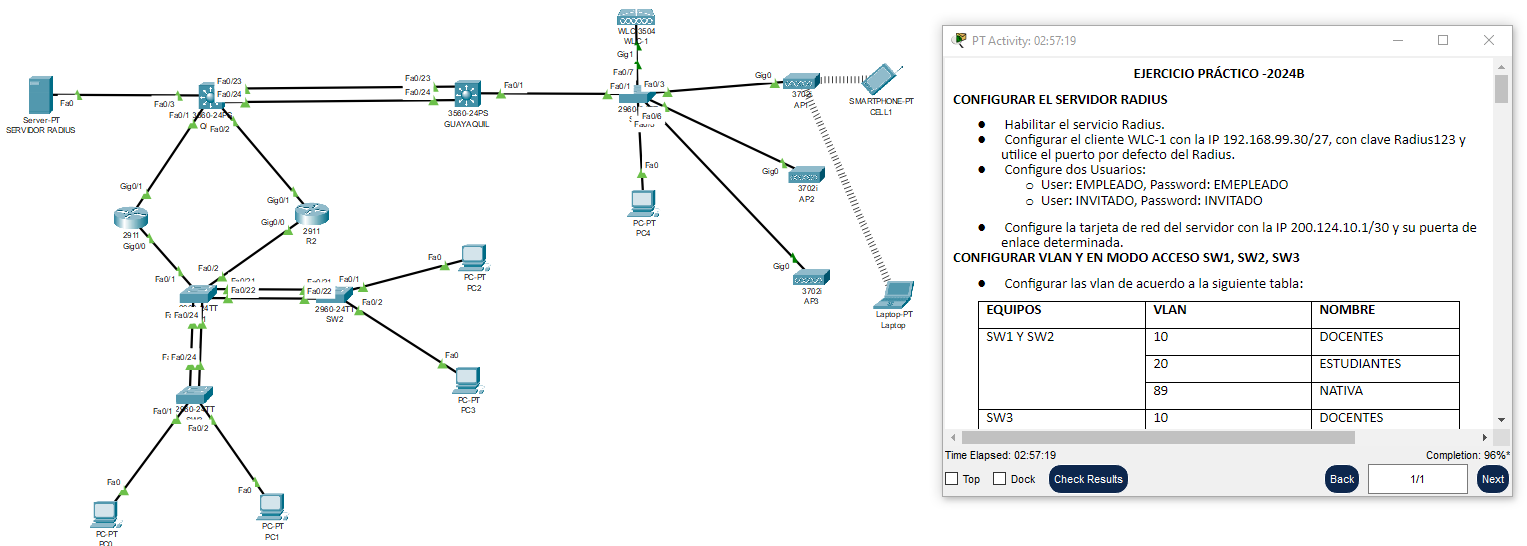 WLC-3504
WLC-1
Gig1
Fa0/7
Fa0/1
Fa0/3
Fa0/6
Gig0
3702i
AP1
SMARTPHONE-PT
CELL1
Fa0/23
Fa0/24
Fa0/23
Fa0/24
Fa0/1
Fa0
Fa0/3
Fa0/1
Fa0/2
Server-PT
SERVIDOR RADIUS
3560-24PS
3560-24PS
GUAYAQUIL
Fa0
PC-PT
PC4
Gig0
3702i
AP2
Gig0
3702i
AP3
Laptop-PT
Laptop
Gig0/1
2911
Gig0/0
Gig0/1
Gig0/0
2911
R2
Fa0/1
Fa0/2
Fa0/22
Fa0/24
Fa0/1
Fa0/22
Fa0/2
2960-24TT
SW2
Fa0
PC-PT
PC2
Fa0
PC-PT
PC3
Fa0/24
Fa0/1
Fa0/2
2960-24TT
Fa0
PC-PT
PC0
Fa0
PC-PT
PC1
PT Activity: 02:57:19
EJERCICIO PRÁCTICO -2024B
CONFIGURAR EL SERVIDOR RADIUS
● Habilitar el servicio Radius.
● Configurar el cliente WLC-1 con la IP 192.168.99.30/27, con clave Radius123 y
utilice el puerto por defecto del Radius.
● Configure dos Usuarios:
o User: EMPLEADO, Password: EMEPLEADO
o User: INVITADO, Password: INVITADO
● Configure la tarjeta de red del servidor con la IP 200.124.10.1/30 y su puerta de
enlace determinada.
CONFIGURAR VLAN Y EN MODO ACCESO SW1, SW2, SW3
● Configurar las vlan de acuerdo a la siguiente tabla:
EQUIPOS VLAN NOMBRE
SW1 Y SW2 10 DOCENTES
20 ESTUDIANTES
89 NATIVA
SW3 10 DOCENTES
Time Elapsed: 02:57:19 Completion: 96%*
Top Dock Check Results Back 1/1 Next